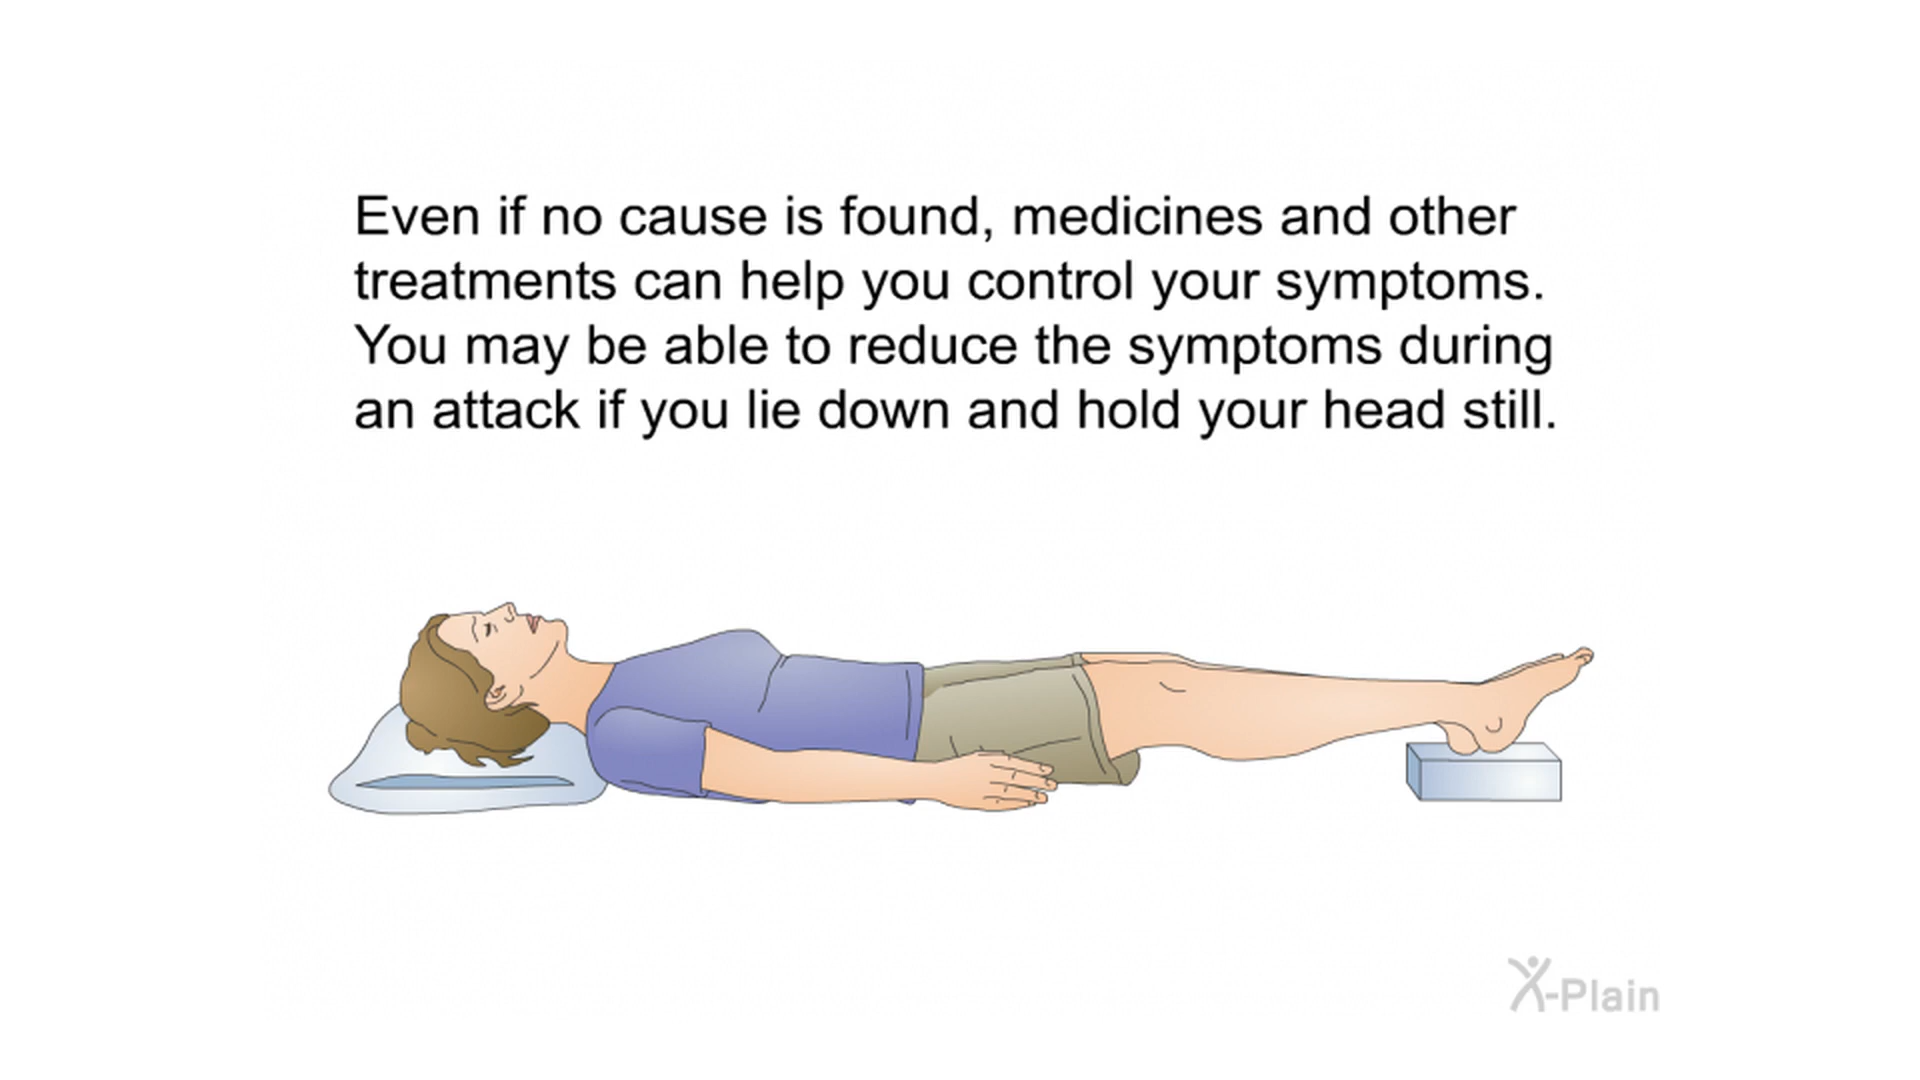 Even if no cause is found, medicines and other
treatments can help you control your symptoms.
You may be able to reduce the symptoms during
an attack if you lie down and hold your head still.
X-Plain